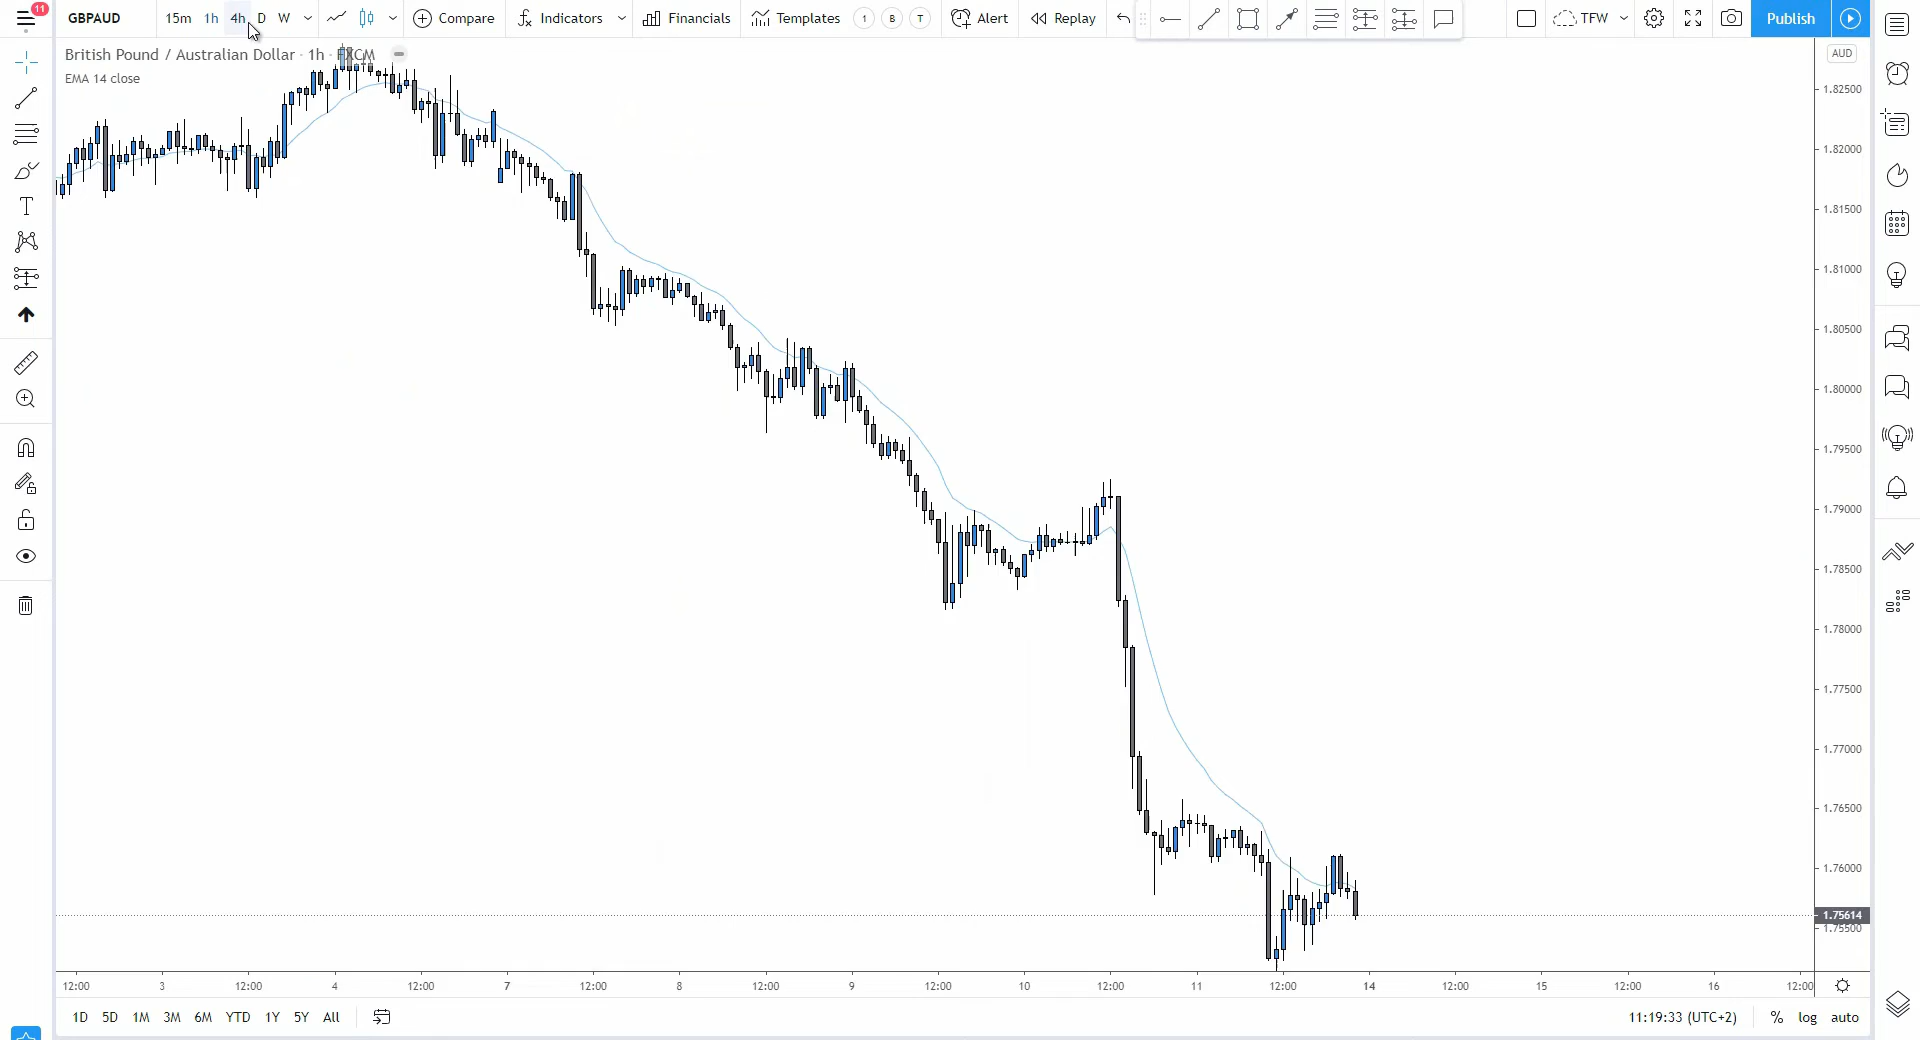 11
GBPAUD 15m 1h 4h D W Compare Indicators Financials Templates 1 B T Alert Replay TFW Publish
British Pound / Australian Dollar · 1h · FXCM
EMA 14 close
AUD
1.82500
1.82000
1.81500
1.81000
1.80500
1.80000
1.79500
1.79000
1.78500
1.78000
1.77500
1.77000
1.76500
1.76000
1.75614
1.75500
12:00 3 12:00 4 12:00 7 12:00 8 12:00 9 12:00 10 12:00 11 12:00 14 12:00 15 12:00 16 12:00
1D 5D 1M 3M 6M YTD 1Y 5Y All 11:19:33 (UTC+2) % log auto